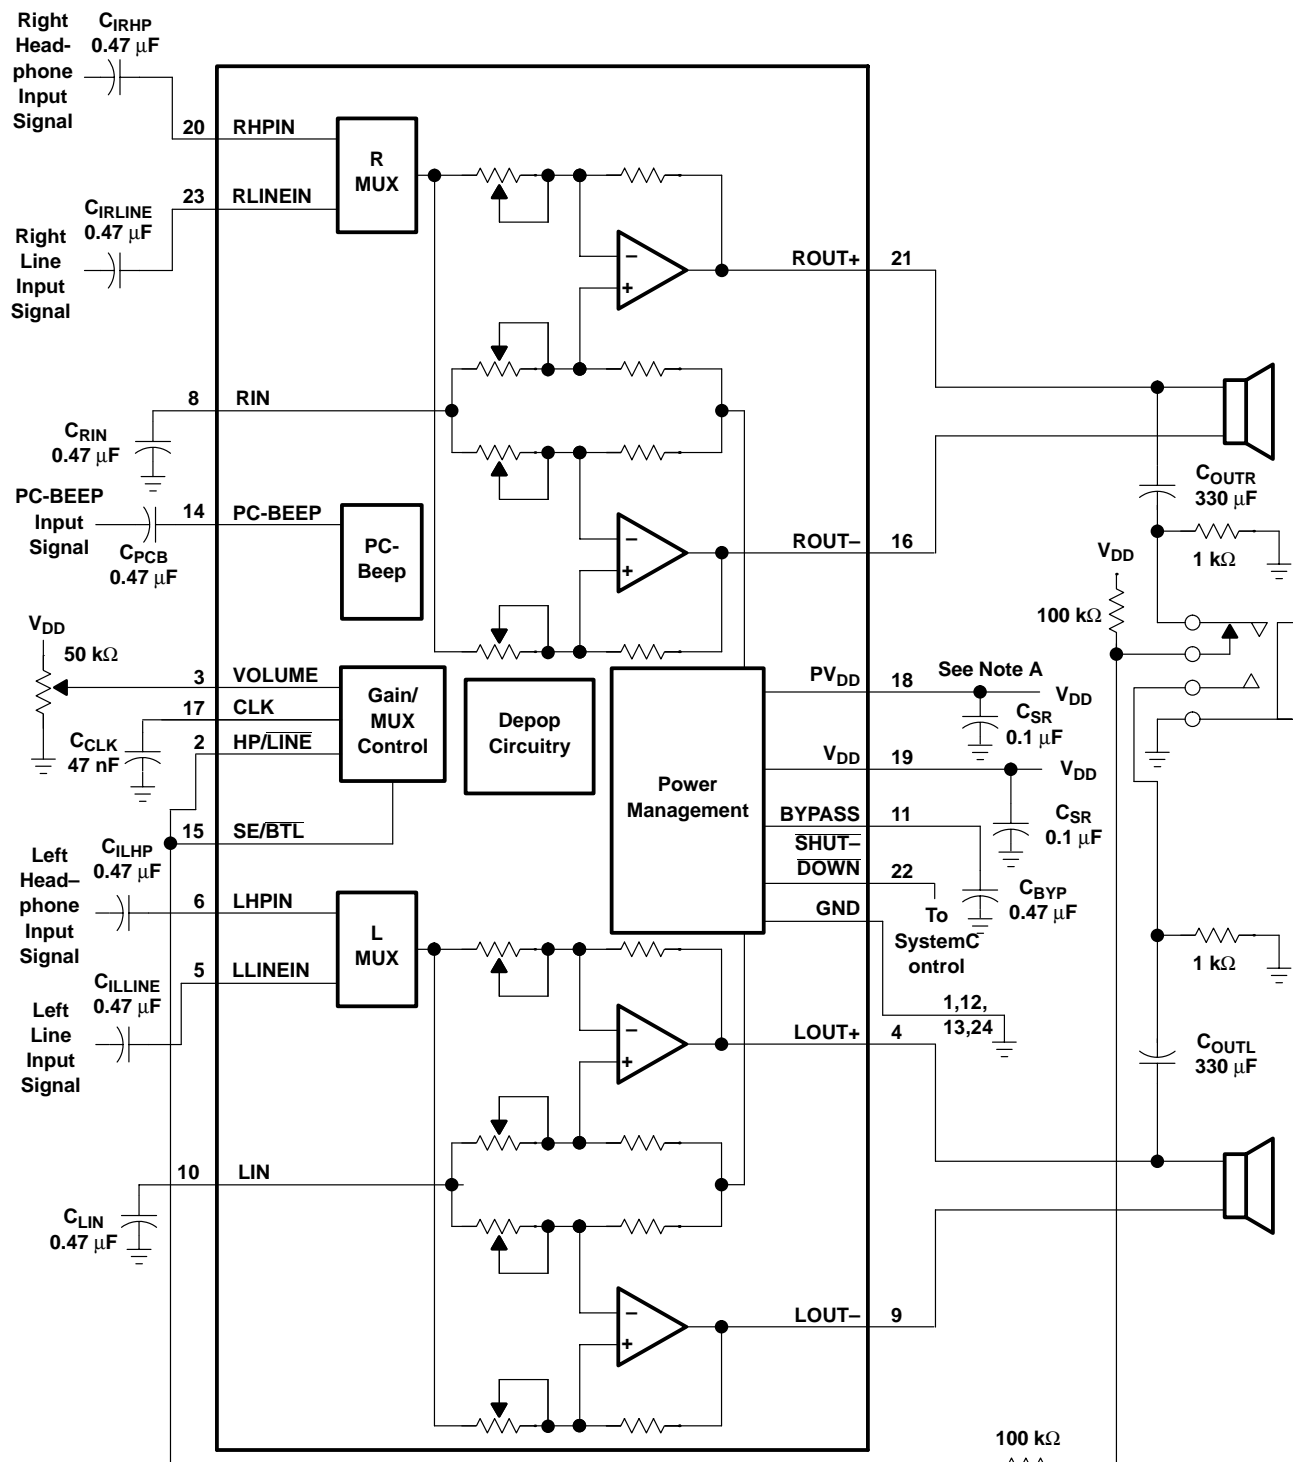 Right
Head-
phone
Input
Signal
CIRHP
0.47 µF
20 RHPIN
R
MUX
CIRLINE
0.47 µF
23 RLINEIN
Right
Line
Input
Signal
−
+
ROUT+ 21
8 RIN
CRIN
0.47 µF
COUTR
330 µF
PC-BEEP
Input
Signal
14 PC-BEEP
CPCB
0.47 µF
PC-
Beep
−
+
ROUT− 16
1 kΩ
VDD
100 kΩ
VDD
50 kΩ
3 VOLUME
17 CLK
2 HP/LINE
CCLK
47 nF
Gain/
MUX
Control
Depop
Circuitry
Power
Management
PVDD 18
See Note A
VDD
CSR
0.1 µF
VDD 19
VDD
CSR
0.1 µF
BYPASS 11
SHUT−
DOWN 22
CBYP
0.47 µF
GND
To
SystemC
ontrol
1,12,
13,24
15 SE/BTL
Left
Head–
phone
Input
Signal
CILHP
0.47 µF
6 LHPIN
L
MUX
CILLINE
0.47 µF
5 LLINEIN
Left
Line
Input
Signal
1 kΩ
−
+
LOUT+ 4
COUTL
330 µF
10 LIN
CLIN
0.47 µF
−
+
LOUT− 9
100 kΩ